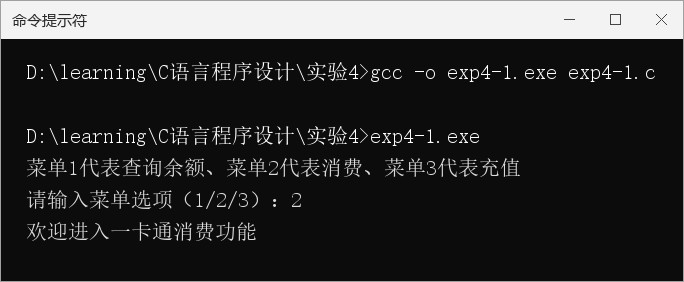 命令提示符
D:\learning\C语言程序设计\实验4>gcc -o exp4-1.exe exp4-1.c
D:\learning\C语言程序设计\实验4>exp4-1.exe
菜单1代表查询余额、菜单2代表消费、菜单3代表充值
请输入菜单选项（1/2/3）：2
欢迎进入一卡通消费功能